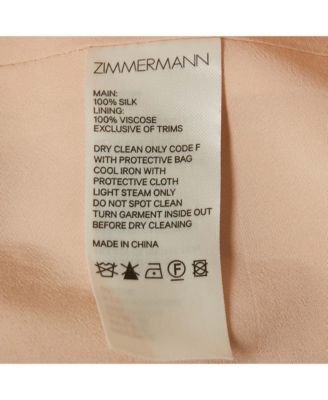 ZIMMERMANN
MAIN:
100% SILK
LINING:
100% VISCOSE
EXCLUSIVE OF TRIMS
DRY CLEAN ONLY CODE F
WITH PROTECTIVE BAG
COOL IRON WITH
PROTECTIVE CLOTH
LIGHT STEAM ONLY
DO NOT SPOT CLEAN
TURN GARMENT INSIDE OUT
BEFORE DRY CLEANING
MADE IN CHINA
F